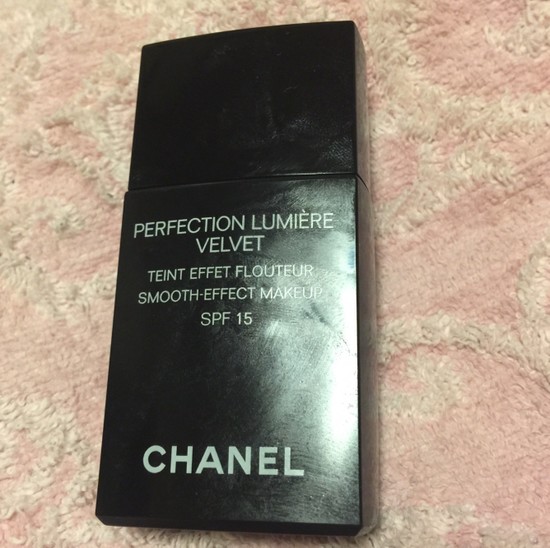 PERFECTION LUMIÈRE
VELVET
TEINT EFFET FLOUTEUR
SMOOTH-EFFECT MAKEUP
SPF 15
CHANEL